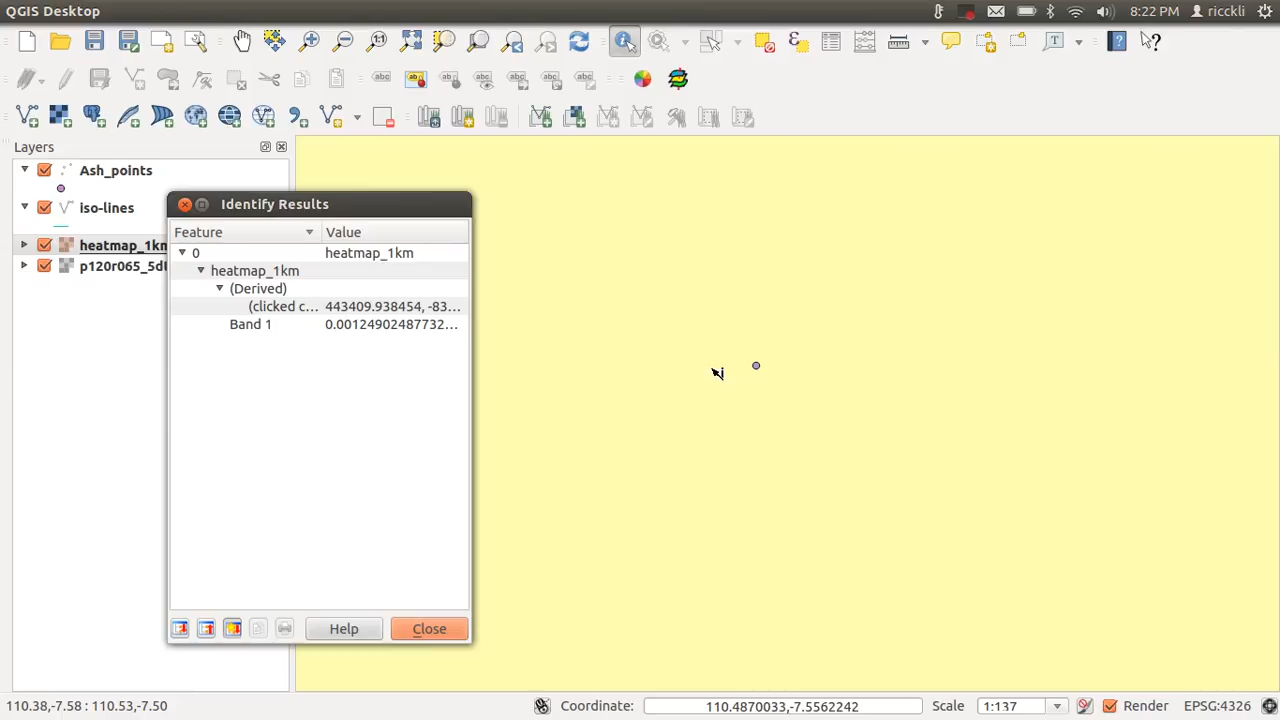 QGIS Desktop
8:22 PM
ricckli
Layers
Ash_points
iso-lines
heatmap_1km
p120r065_5dt
Identify Results
Feature Value
0 heatmap_1km
heatmap_1km
(Derived)
(clicked c... 443409.938454, -83...
Band 1 0.00124902487732...
Help Close
110.38,-7.58 : 110.53,-7.50
Coordinate: 110.4870033,-7.5562242
Scale 1:137
Render
EPSG:4326